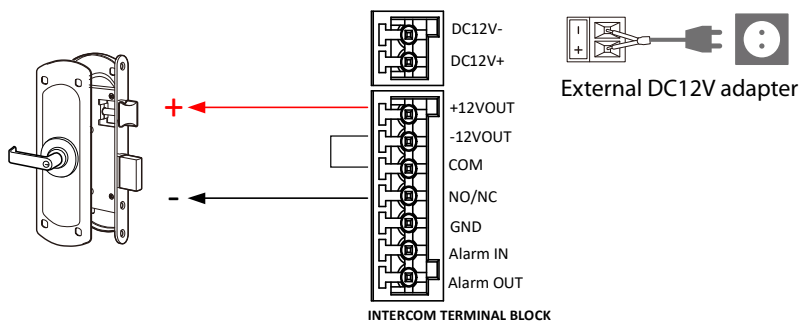 DC12V-
DC12V+
External DC12V adapter
-
+
+
-
+12VOUT
-12VOUT
COM
NO/NC
GND
Alarm IN
Alarm OUT
INTERCOM TERMINAL BLOCK